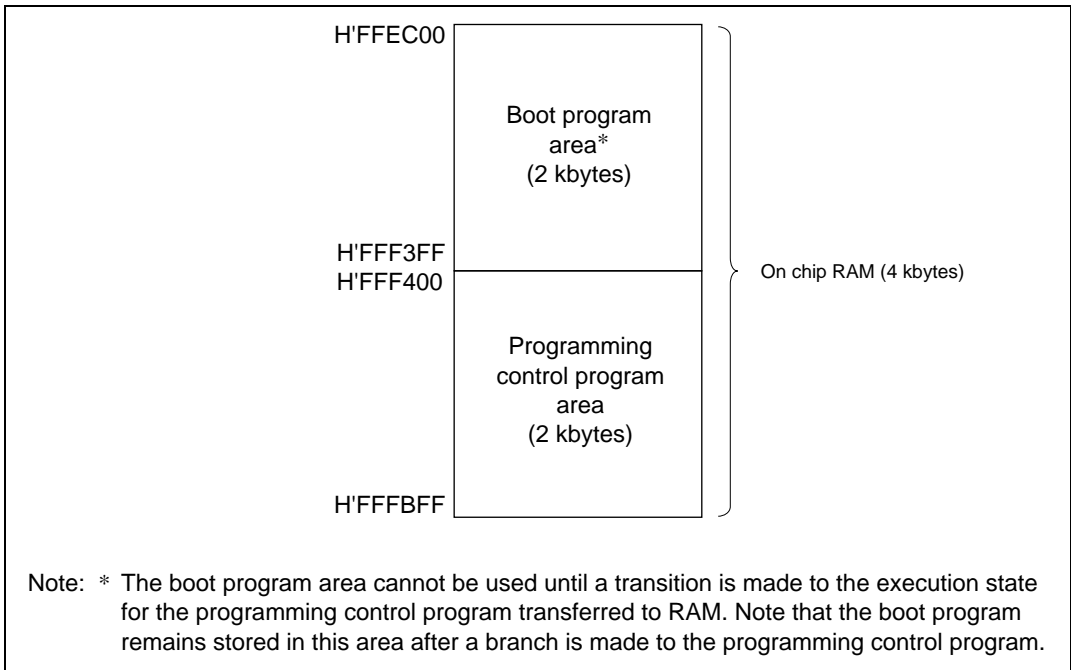 H'FFEC00
Boot program
area*
(2 kbytes)
H'FFF3FF
H'FFF400
On chip RAM (4 kbytes)
Programming
control program
area
(2 kbytes)
H'FFFBFF
Note: * The boot program area cannot be used until a transition is made to the execution state
for the programming control program transferred to RAM. Note that the boot program
remains stored in this area after a branch is made to the programming control program.